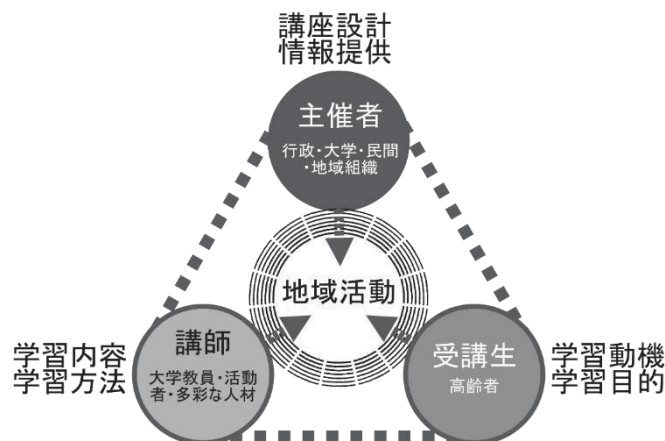 講座設計
情報提供
主催者
行政・大学・民間
・地域組織
地域活動
講師
大学教員・活動
者・多彩な人材
学習内容
学習方法
受講生
高齢者
学習動機
学習目的